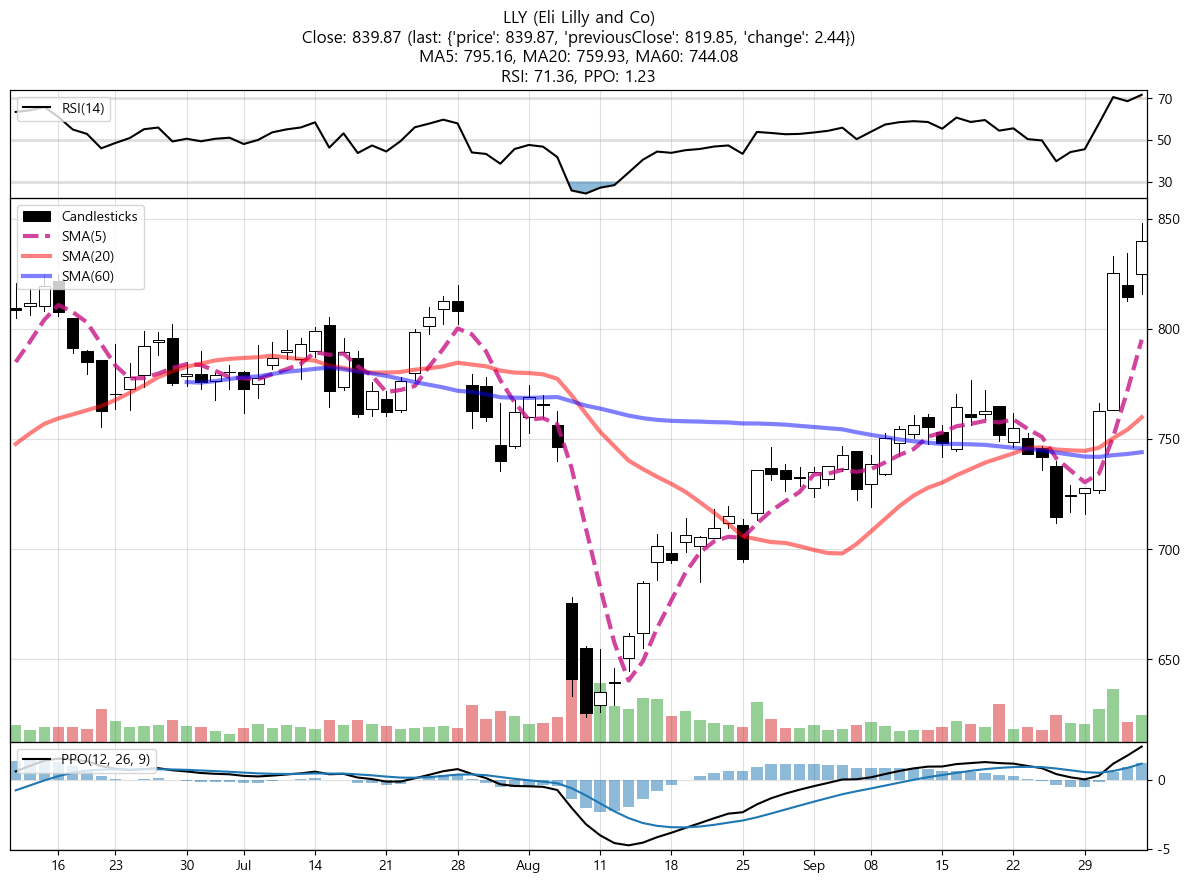 LLY (Eli Lilly and Co)
Close: 839.87 (last: {'price': 839.87, 'previousClose': 819.85, 'change': 2.44})
MA5: 795.16, MA20: 759.93, MA60: 744.08
RSI: 71.36, PPO: 1.23
RSI(14)
70
50
30
Candlesticks
SMA(5)
SMA(20)
SMA(60)
850
800
750
700
650
PPO(12, 26, 9)
0
-5
16 23 30 Jul 14 21 28 Aug 11 18 25 Sep 08 15 22 29